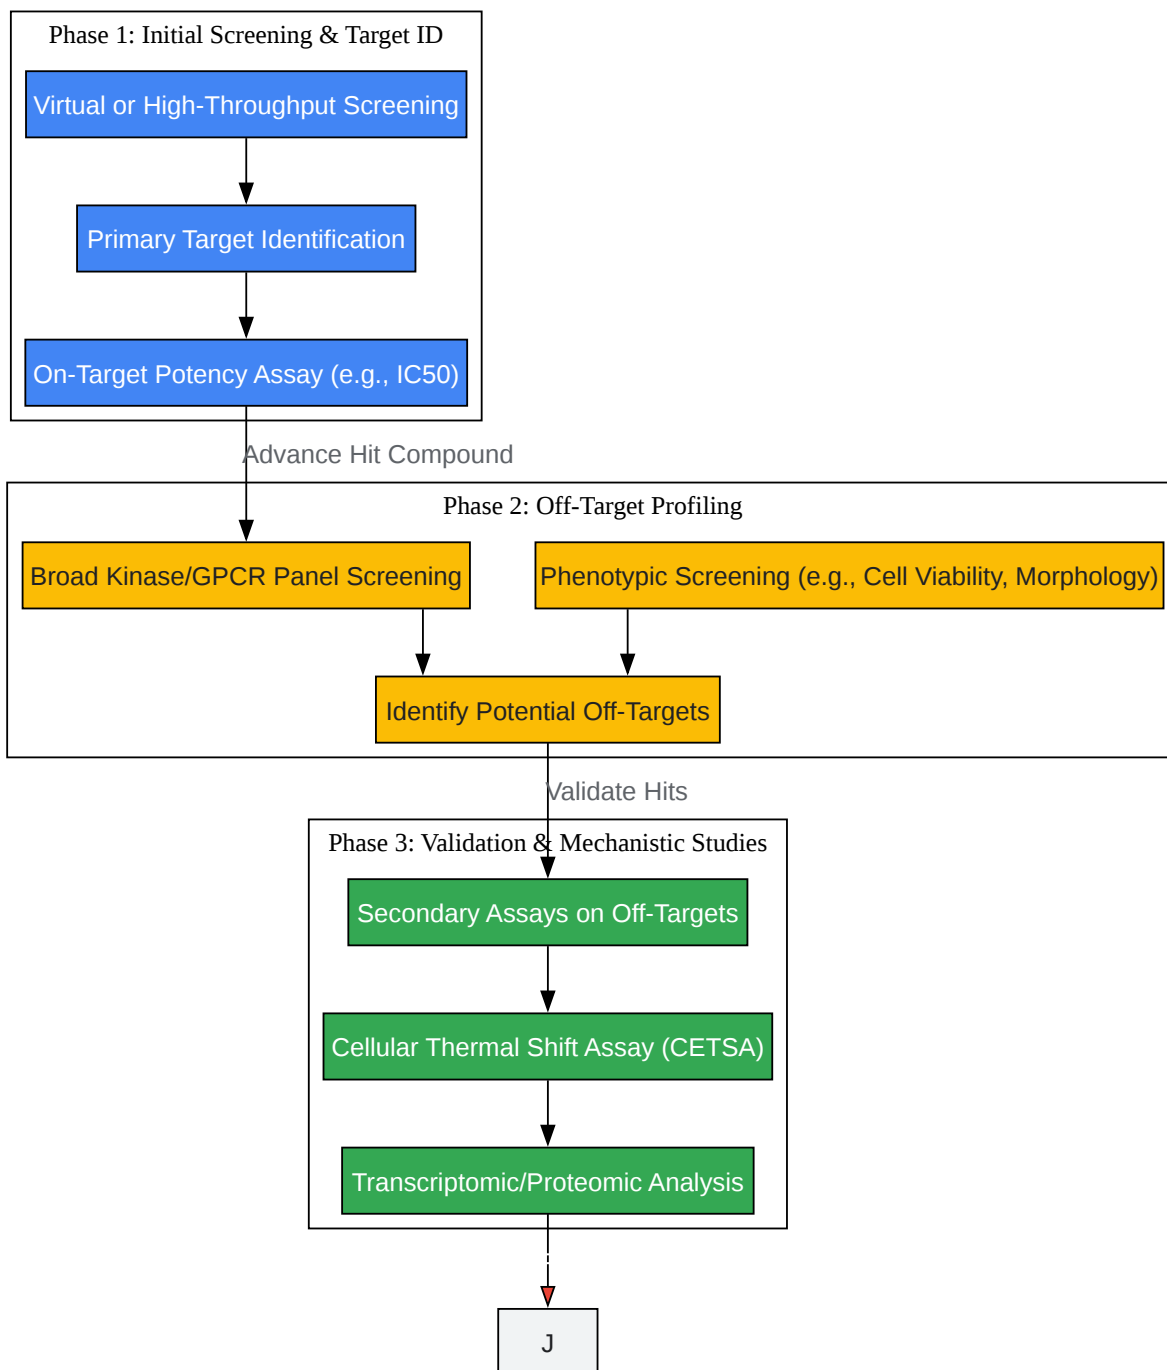 Phase 1: Initial Screening & Target ID
Virtual or High-Throughput Screening
Primary Target Identification
On-Target Potency Assay (e.g., IC50)
Advance Hit Compound
Phase 2: Off-Target Profiling
Broad Kinase/GPCR Panel Screening
Phenotypic Screening (e.g., Cell Viability, Morphology)
Identify Potential Off-Targets
Validate Hits
Phase 3: Validation & Mechanistic Studies
Secondary Assays on Off-Targets
Cellular Thermal Shift Assay (CETSA)
Transcriptomic/Proteomic Analysis
J